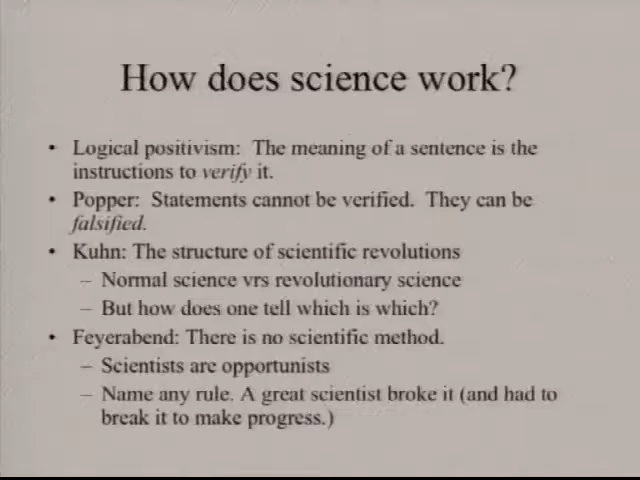 How does science work?
• Logical positivism: The meaning of a sentence is the
instructions to verify it.
• Popper: Statements cannot be verified. They can be
falsified.
• Kuhn: The structure of scientific revolutions
– Normal science vrs revolutionary science
– But how does one tell which is which?
• Feyerabend: There is no scientific method.
– Scientists are opportunists
– Name any rule. A great scientist broke it (and had to
break it to make progress.)